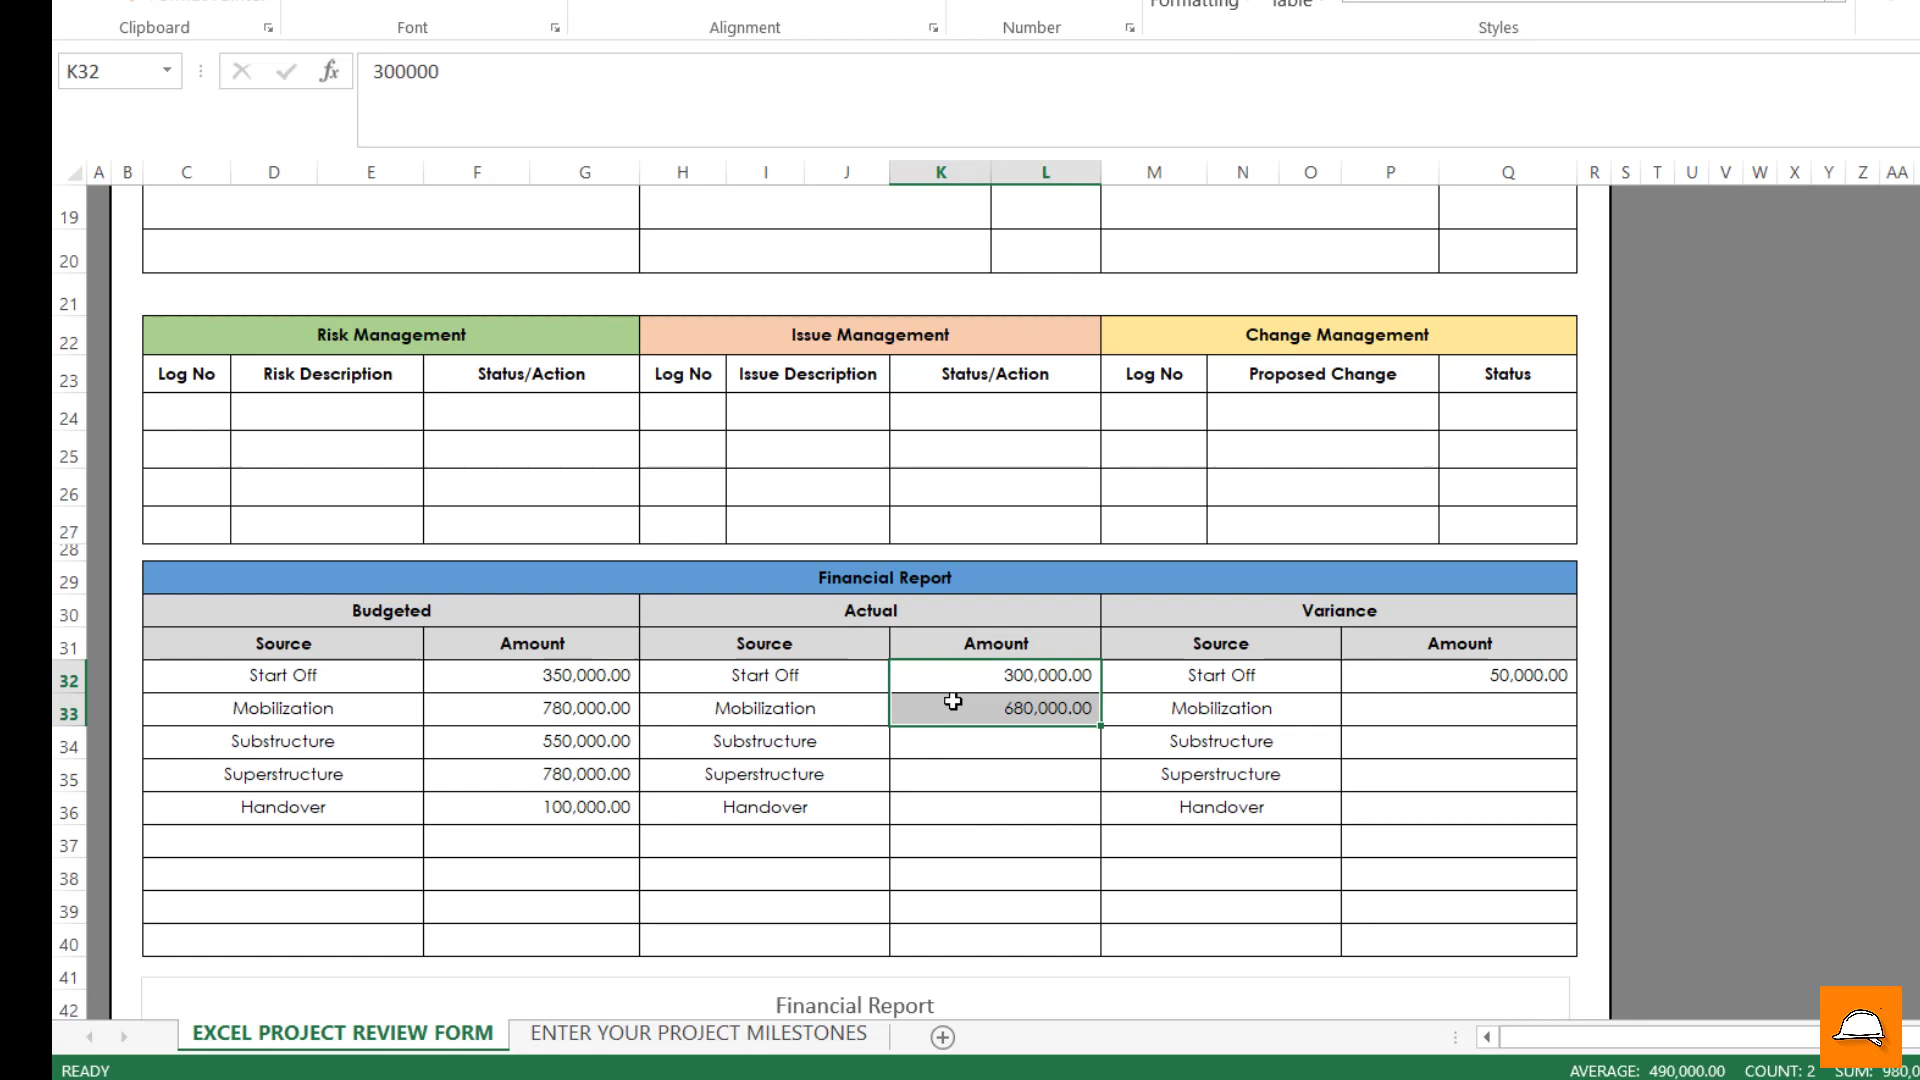 Clipboard Font Alignment Number Styles
K32 fx 300000
A B C D E F G H I J K L M N O P Q R S T U V W X Y Z AA
19
20
21
22 Risk Management Issue Management Change Management
23 Log No Risk Description Status/Action Log No Issue Description Status/Action Log No Proposed Change Status
24
25
26
27
28
29 Financial Report
30 Budgeted Actual Variance
31 Source Amount Source Amount Source Amount
32 Start Off 350,000.00 Start Off 300,000.00 Start Off 50,000.00
33 Mobilization 780,000.00 Mobilization 680,000.00 Mobilization
34 Substructure 550,000.00 Substructure Substructure
35 Superstructure 780,000.00 Superstructure Superstructure
36 Handover 100,000.00 Handover Handover
37
38
39
40
41
42 Financial Report
EXCEL PROJECT REVIEW FORM ENTER YOUR PROJECT MILESTONES
READY AVERAGE: 490,000.00 COUNT: 2 SUM: 980,0